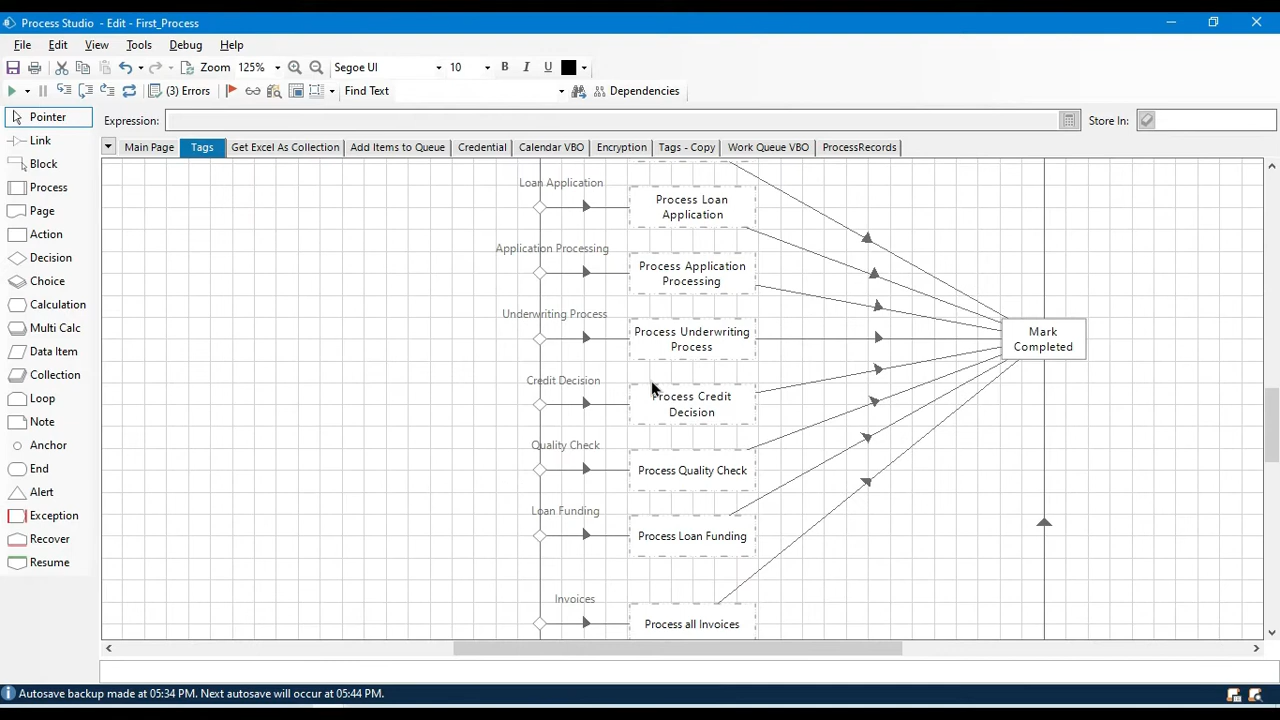 Process Studio - Edit - First_Process
File Edit View Tools Debug Help
Zoom 125% Segoe UI 10 B I U
(3) Errors Find Text Dependencies
Pointer
Link
Block
Process
Page
Action
Decision
Choice
Calculation
Multi Calc
Data Item
Collection
Loop
Note
Anchor
End
Alert
Exception
Recover
Resume
Expression: Store In:
Main Page Tags Get Excel As Collection Add Items to Queue Credential Calendar VBO Encrypton Tags - Copy Work Queue VBO ProcessRecords
Loan Application
Process Loan
Application
Application Processing
Process Application
Processing
Underwriting Process
Process Underwriting
Process
Mark
Completed
Credit Decision
Process Credit
Decision
Quality Check
Process Quality Check
Loan Funding
Process Loan Funding
Invoices
Process all Invoices
Autosave backup made at 05:34 PM. Next autosave will occur at 05:44 PM.